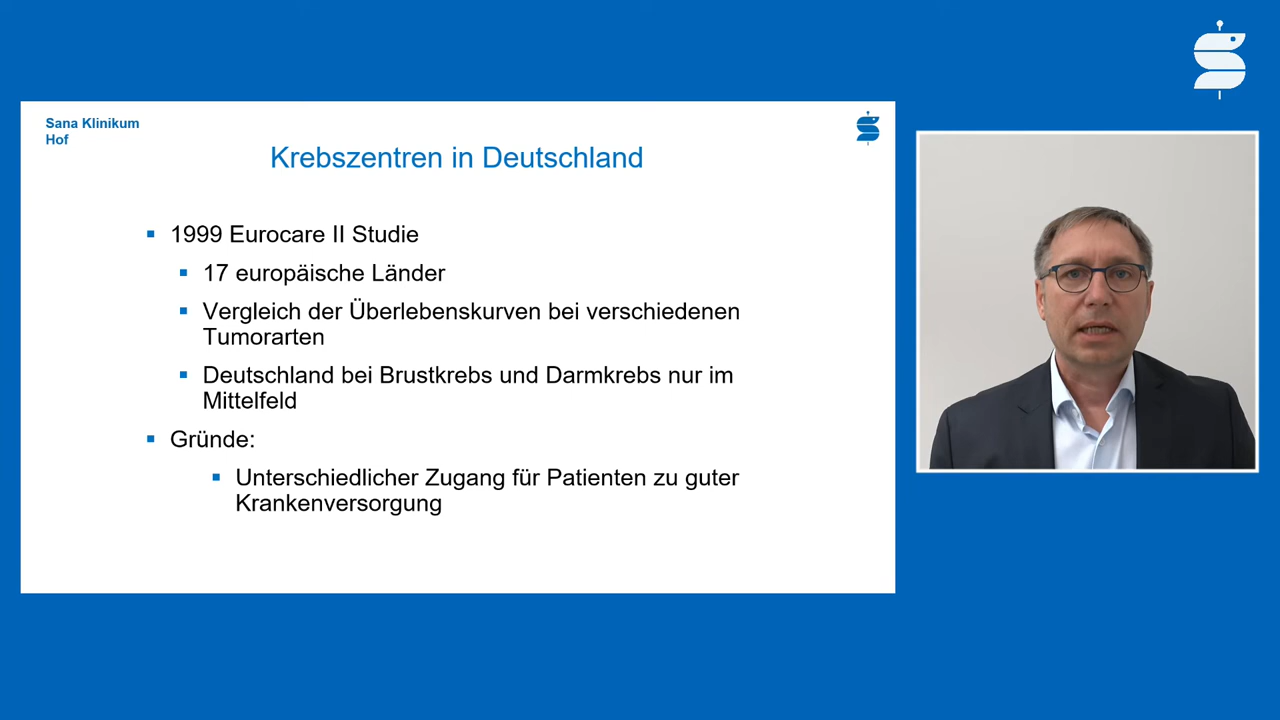 Sana Klinikum
Hof
Krebszentren in Deutschland
1999 Eurocare II Studie
17 europäische Länder
Vergleich der Überlebenskurven bei verschiedenen
Tumorarten
Deutschland bei Brustkrebs und Darmkrebs nur im
Mittelfeld
Gründe:
Unterschiedlicher Zugang für Patienten zu guter
Krankenversorgung